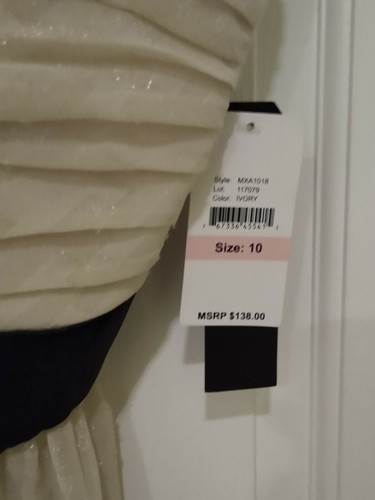 Style: MXA1018
Lot: 117079
Color: IVORY
Size: 10
MSRP $138.00